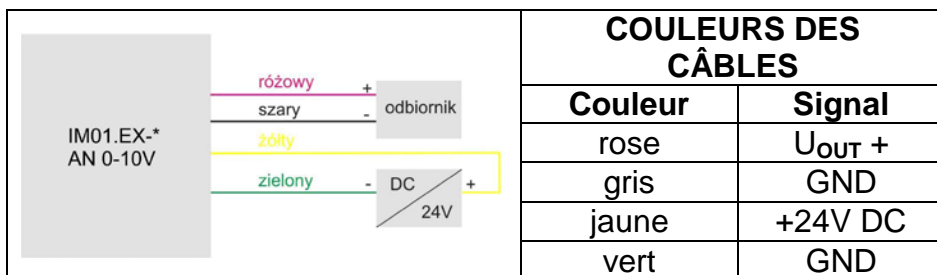 różowy
+
szary
-
odbiornik
IM01.EX-*
AN 0-10V
żółty
zielony
-
DC
+
24V
COULEURS DES
CÂBLES
Couleur Signal
rose UOUT +
gris GND
jaune +24V DC
vert GND